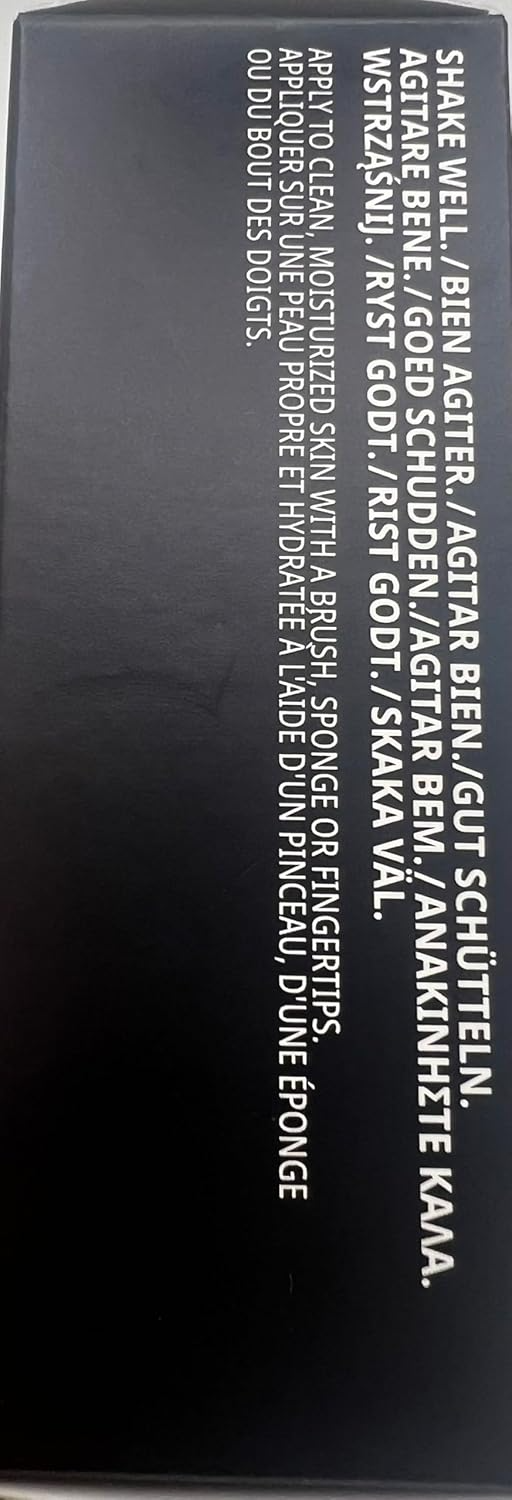 SHAKE WELL./BIEN AGITER./AGITAR BIEN./GUT SCHÜTTELN.
AGITARE BENE./GOED SCHUDDEN./AGITAR BEM./ΑΝΑΚΙΝΗΣΤΕ ΚΑΛΑ.
WSTRZĄŚNIJ./RYST GODT./RIST GODT./SKAKA VÄL.
APPLY TO CLEAN, MOISTURIZED SKIN WITH A BRUSH, SPONGE OR FINGERTIPS.
APPLIQUER SUR UNE PEAU PROPRE ET HYDRATÉE À L'AIDE D'UN PINCEAU, D'UNE ÉPONGE
OU DU BOUT DES DOIGTS.